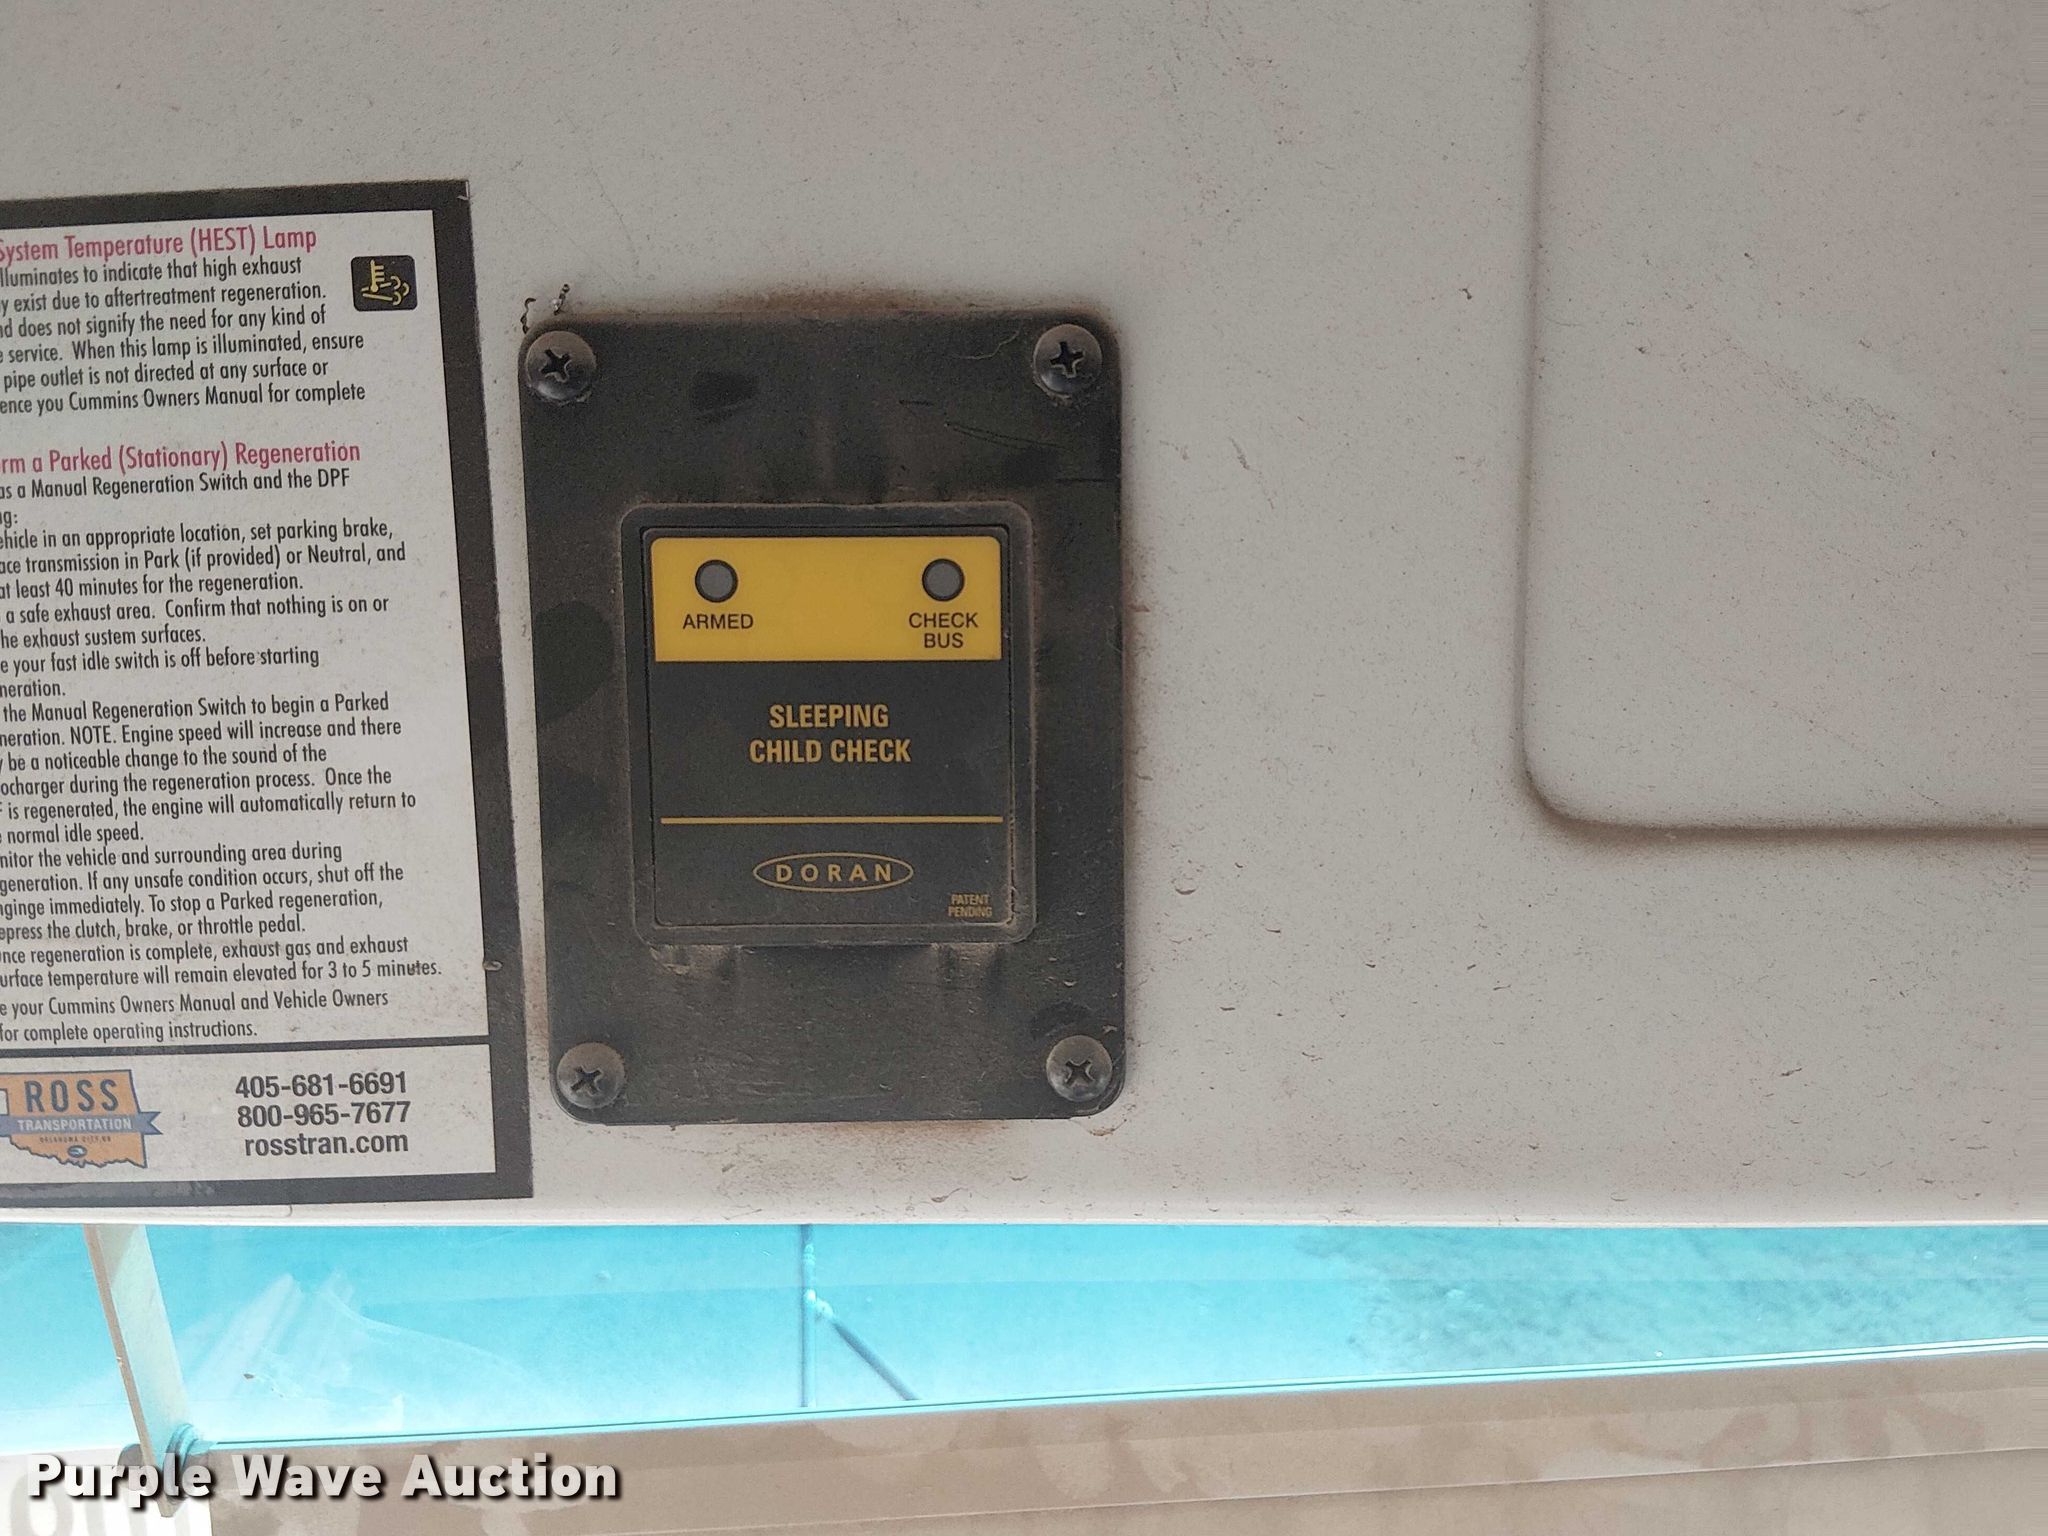 System Temperature (HEST) Lamp
lluminates to indicate that high exhaust
y exist due to aftertreatment regeneration.
d does not signify the need for any kind of
e service. When this lamp is illuminated, ensure
pipe outlet is not directed at any surface or
ence you Cummins Owners Manual for complete
rm a Parked (Stationary) Regeneration
as a Manual Regeneration Switch and the DPF
g:
ehicle in an appropriate location, set parking brake,
ace transmission in Park (if provided) or Neutral, and
at least 40 minutes for the regeneration.
a safe exhaust area. Confirm that nothing is on or
he exhaust sustem surfaces.
e your fast idle switch is off before starting
neration.
the Manual Regeneration Switch to begin a Parked
neration. NOTE. Engine speed will increase and there
y be a noticeable change to the sound of the
ocharger during the regeneration process. Once the
F is regenerated, the engine will automatically return to
e normal idle speed.
nitor the vehicle and surrounding area during
generation. If any unsafe condition occurs, shut off the
nginge immediately. To stop a Parked regeneration,
epress the clutch, brake, or throttle pedal.
nce regeneration is complete, exhaust gas and exhaust
urface temperature will remain elevated for 3 to 5 minutes.
e your Cummins Owners Manual and Vehicle Owners
for complete operating instructions.
ROSS
TRANSPORTATION
OKLAHOMA CITY, OK
405-681-6691
800-965-7677
rosstran.com
ARMED
CHECK
BUS
SLEEPING
CHILD CHECK
DORAN
PATENT
PENDING
Purple Wave Auction